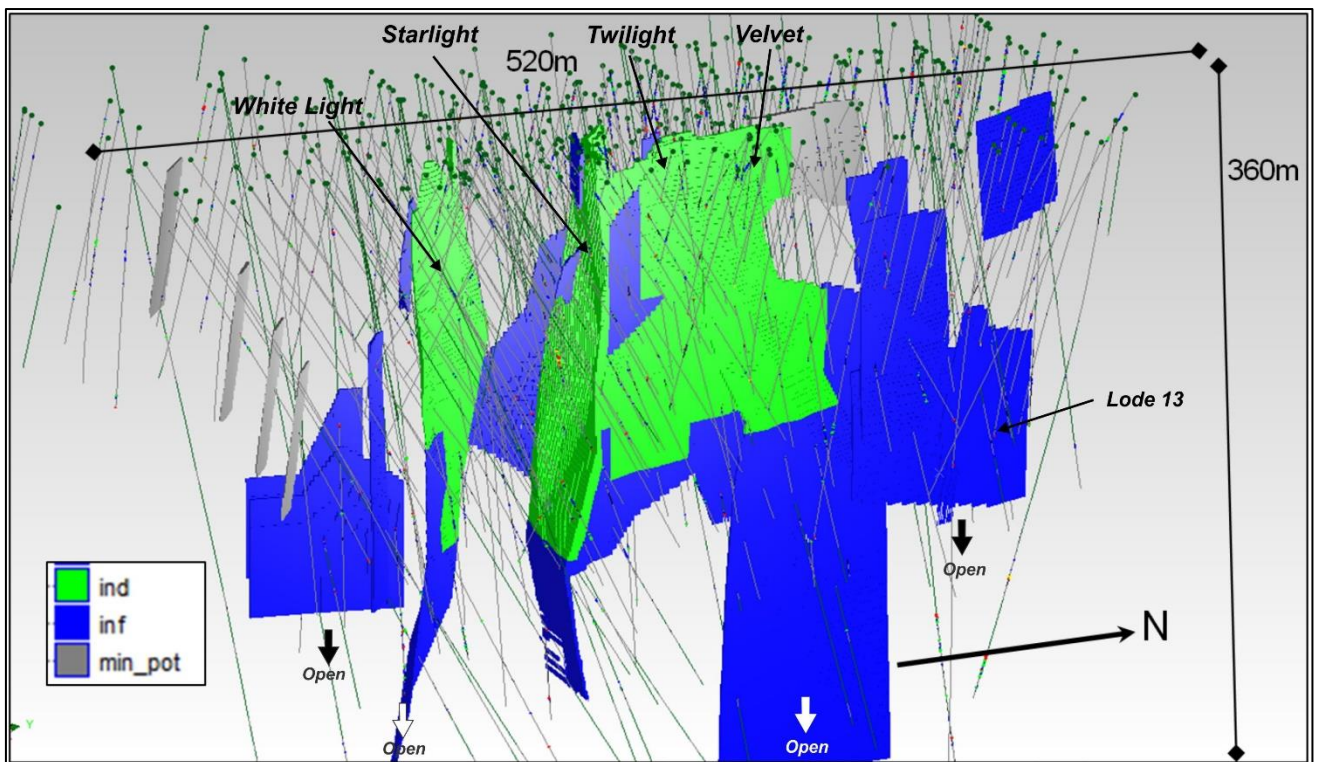 Starlight
Twilight
Velvet
520m
White Light
360m
Lode 13
ind
inf
min_pot
Open
Open
Open
Open
N
Y